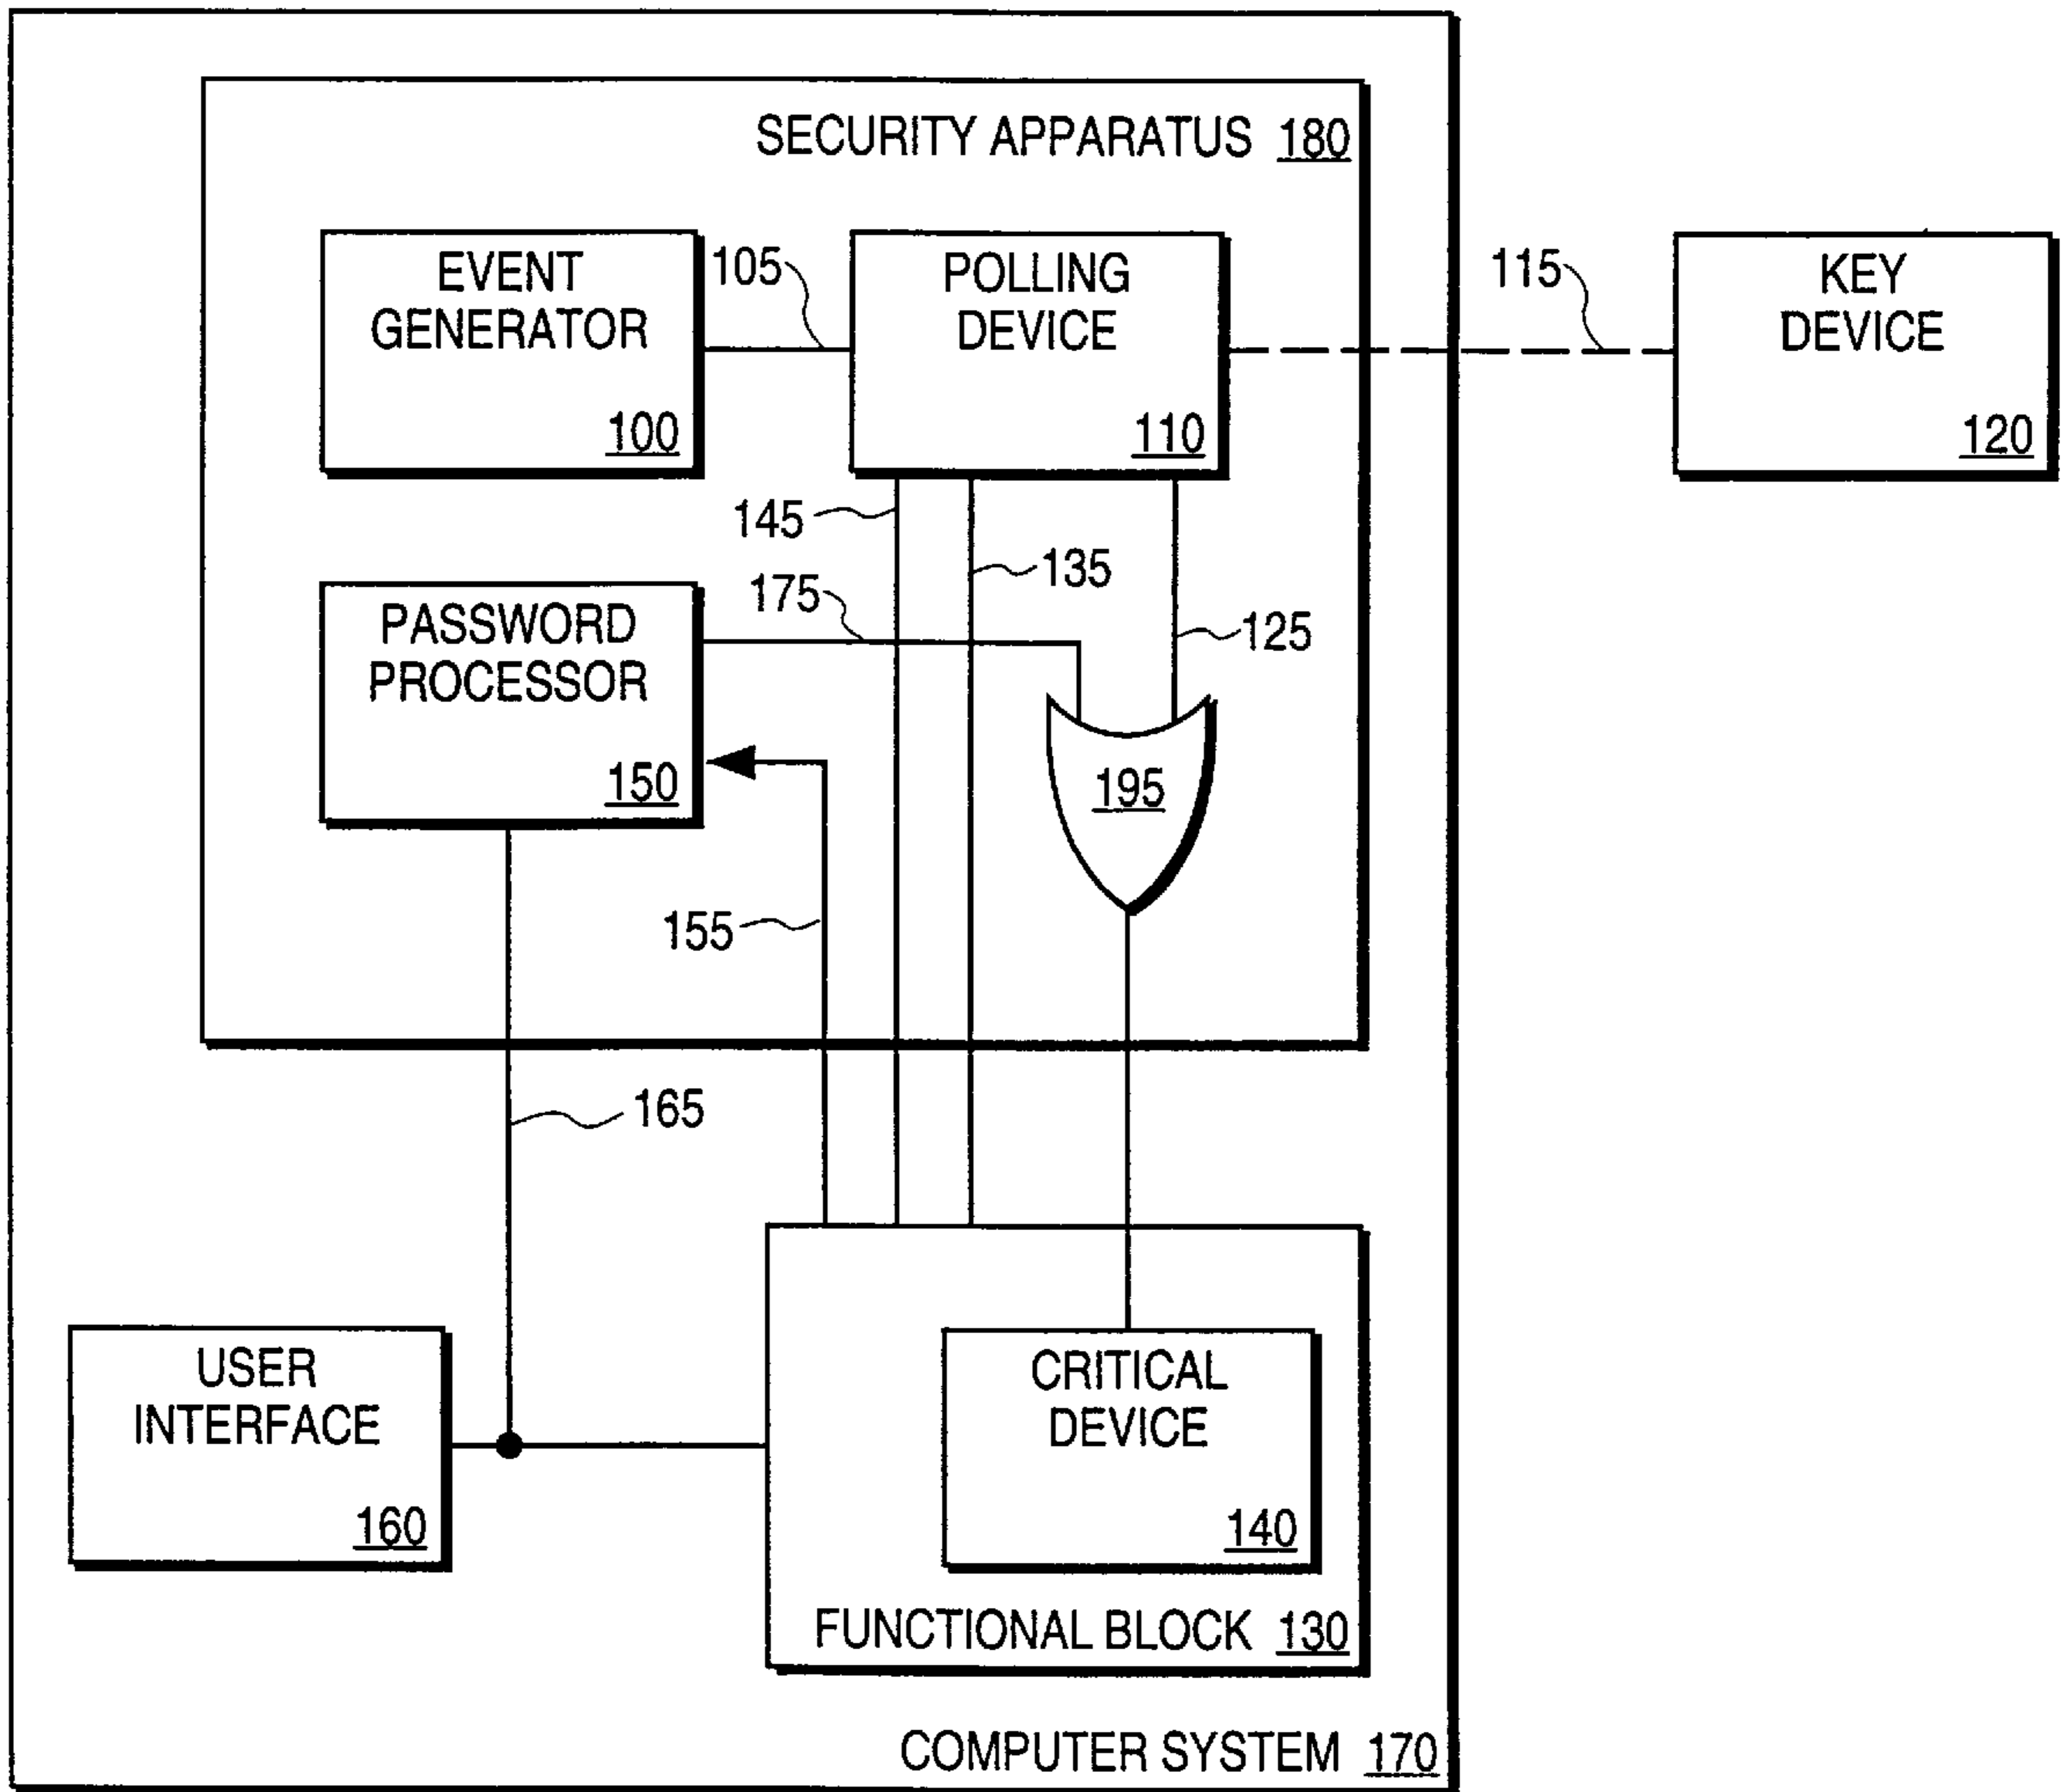 SECURITY APPARATUS 180
EVENT
GENERATOR
100
105
POLLING
DEVICE
110
115
KEY
DEVICE
120
145
135
125
175
PASSWORD
PROCESSOR
150
195
155
165
USER
INTERFACE
160
CRITICAL
DEVICE
140
FUNCTIONAL BLOCK 130
COMPUTER SYSTEM 170